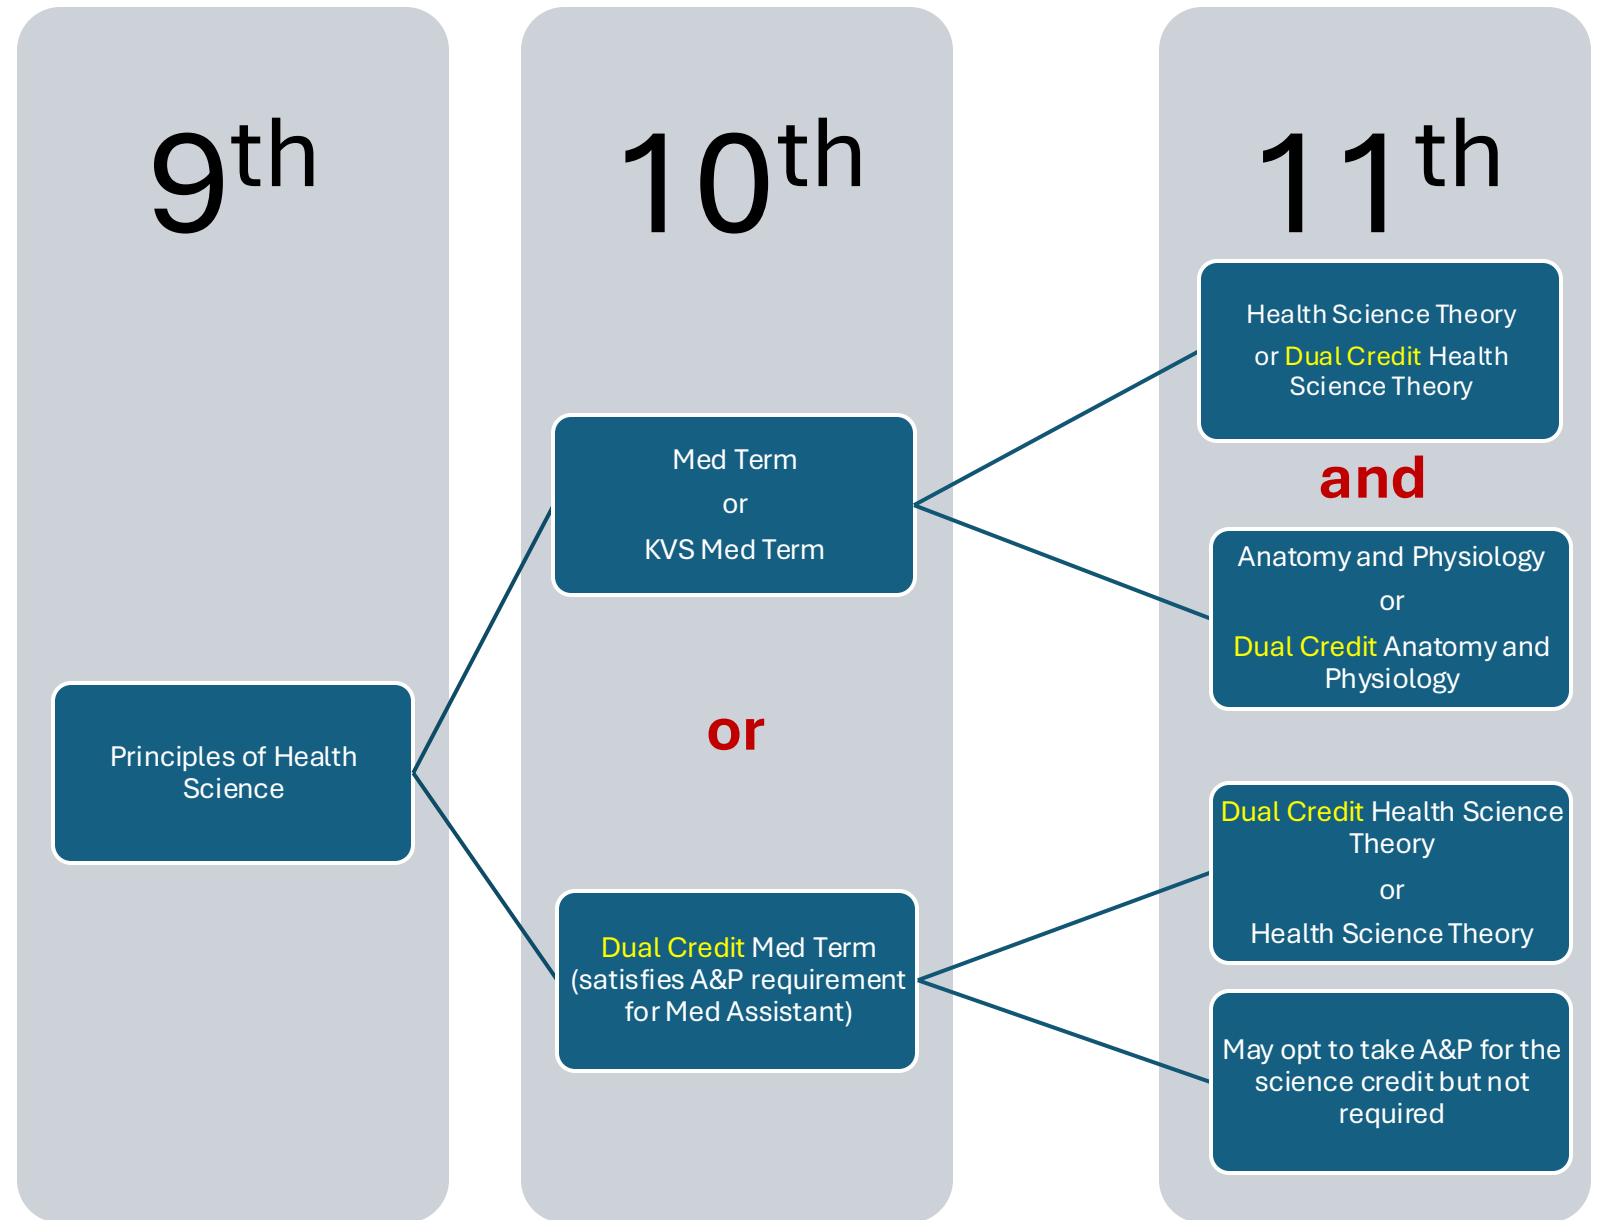 9th
Principles of Health
Science
10th
Med Term
or
KVS Med Term
or
Dual Credit Med Term
(satisfies A&P requirement
for Med Assistant)
11th
Health Science Theory
or Dual Credit Health
Science Theory
and
Anatomy and Physiology
or
Dual Credit Anatomy and
Physiology
Dual Credit Health Science
Theory
or
Health Science Theory
May opt to take A&P for the
science credit but not
required